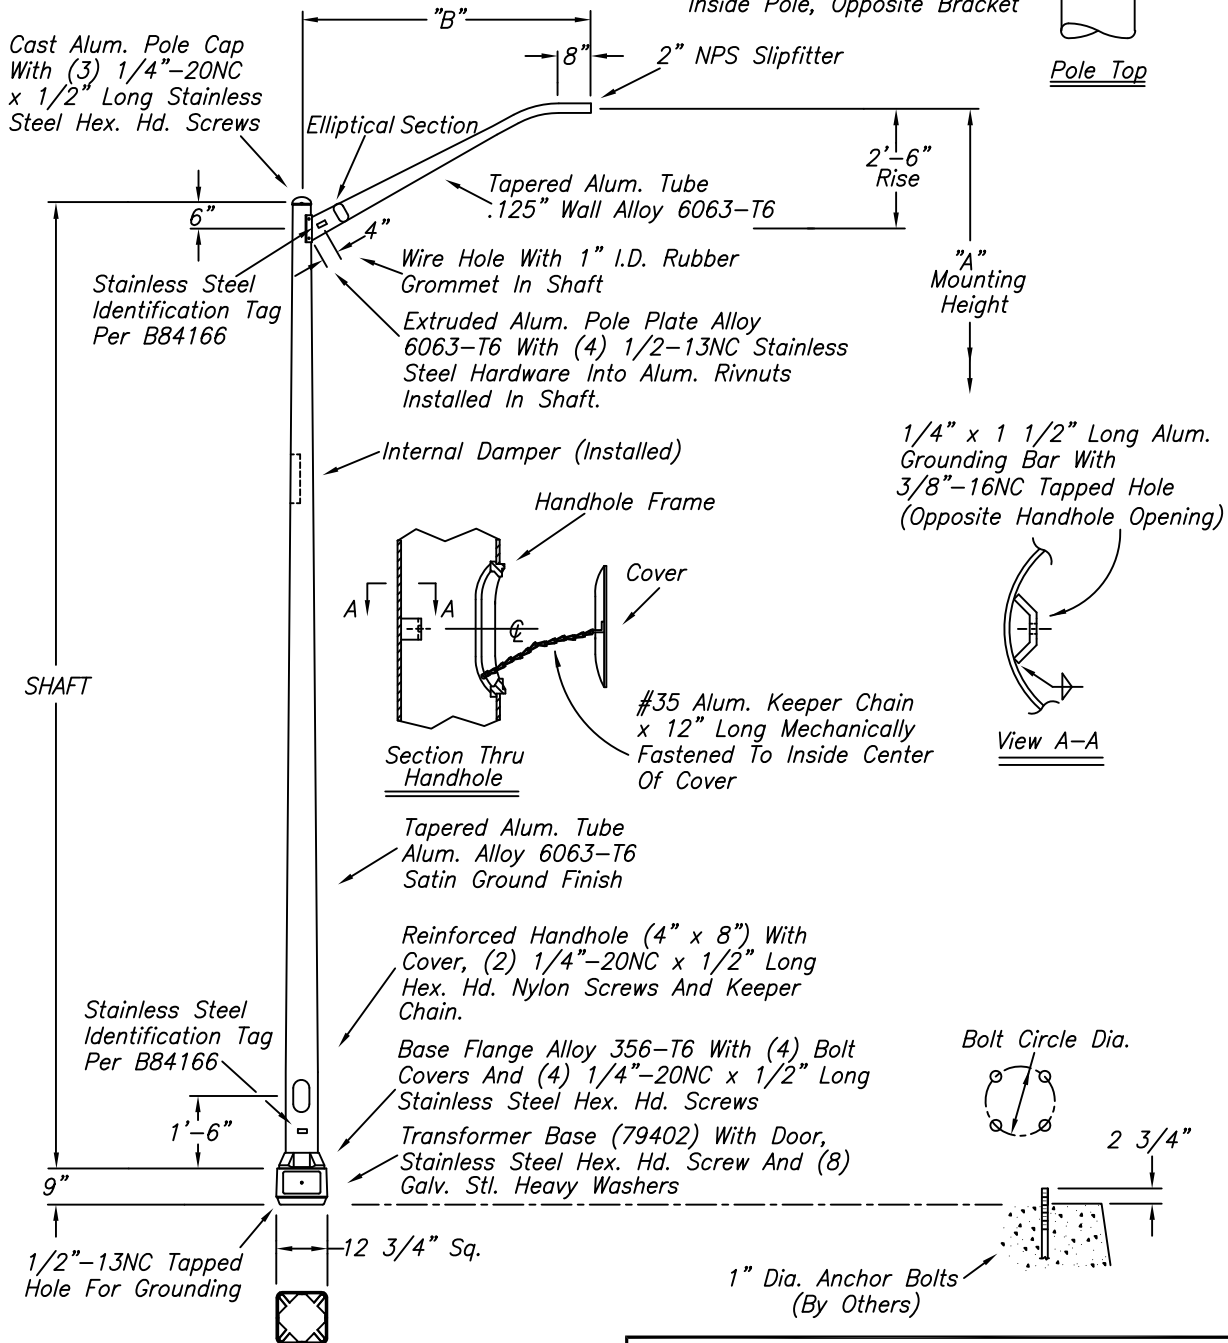 "B"
Inside Pole, Opposite Bracket
Cast Alum. Pole Cap
With (3) 1/4"-20NC
x 1/2" Long Stainless
Steel Hex. Hd. Screws
8"
2" NPS Slipfitter
Pole Top
Elliptical Section
2'-6"
Rise
6"
Tapered Alum. Tube
.125" Wall Alloy 6063-T6
4"
"A"
Mounting
Height
Stainless Steel
Identification Tag
Per B84166
Wire Hole With 1" I.D. Rubber
Grommet In Shaft
Extruded Alum. Pole Plate Alloy
6063-T6 With (4) 1/2-13NC Stainless
Steel Hardware Into Alum. Rivnuts
Installed In Shaft.
Internal Damper (Installed)
1/4" x 1 1/2" Long Alum.
Grounding Bar With
3/8"-16NC Tapped Hole
(Opposite Handhole Opening)
Handhole Frame
Cover
A A
℄
SHAFT
#35 Alum. Keeper Chain
x 12" Long Mechanically
Fastened To Inside Center
Of Cover
Section Thru
Handhole
View A-A
Tapered Alum. Tube
Alum. Alloy 6063-T6
Satin Ground Finish
Reinforced Handhole (4" x 8") With
Cover, (2) 1/4"-20NC x 1/2" Long
Hex. Hd. Nylon Screws And Keeper
Chain.
Stainless Steel
Identification Tag
Per B84166
Base Flange Alloy 356-T6 With (4) Bolt
Covers And (4) 1/4"-20NC x 1/2" Long
Stainless Steel Hex. Hd. Screws
Bolt Circle Dia.
1'-6"
Transformer Base (79402) With Door,
Stainless Steel Hex. Hd. Screw And (8)
Galv. Stl. Heavy Washers
2 3/4"
9"
12 3/4" Sq.
1/2"-13NC Tapped
Hole For Grounding
1" Dia. Anchor Bolts
(By Others)